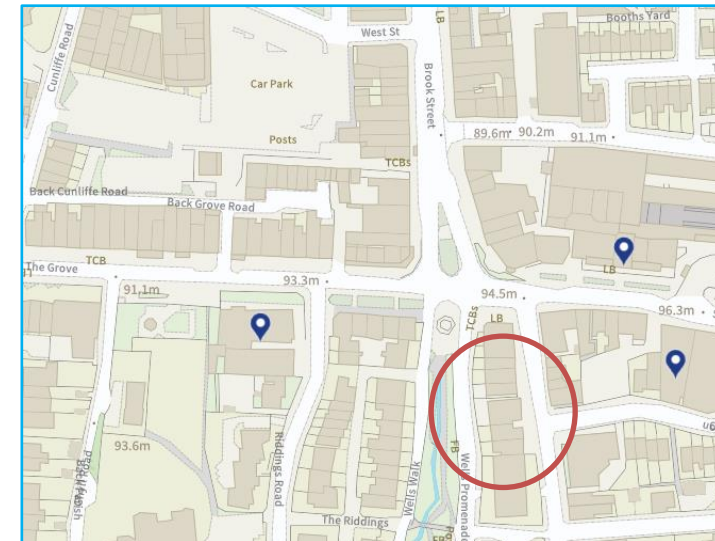 Booths Yard
LB
West St
Cunliffe Road
Car Park
Brook Street
Posts
89.6m
90.2m
91.1m
TCBs
Back Cunliffe Road
Back Grove Road
TCB
The Grove
LB
93.3m
91.1m
94.5m
96.3m
TCBs
LB
93.6m
Riddings Road
Wells Walk
FB
Wells Promenade
The Riddings
FB